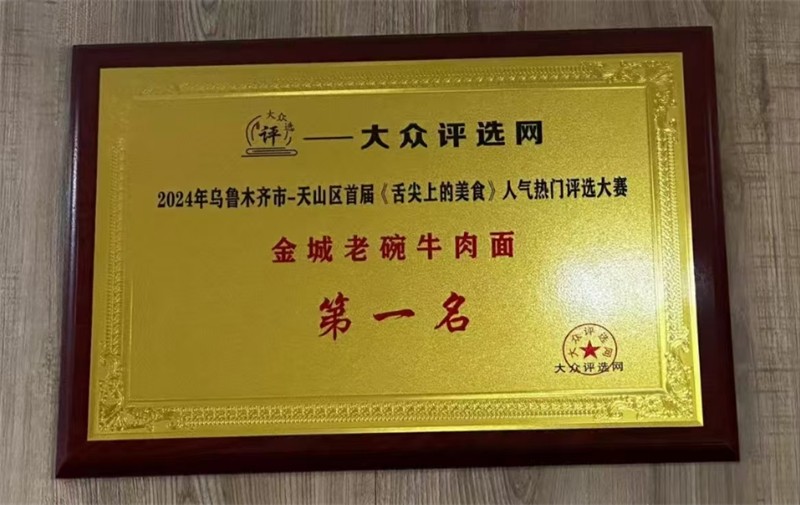 大众评选
评
——大众评选网
2024年乌鲁木齐市-天山区首届《舌尖上的美食》人气热门评选大赛
金城老碗牛肉面
第一名
大众评选网
大众评选网